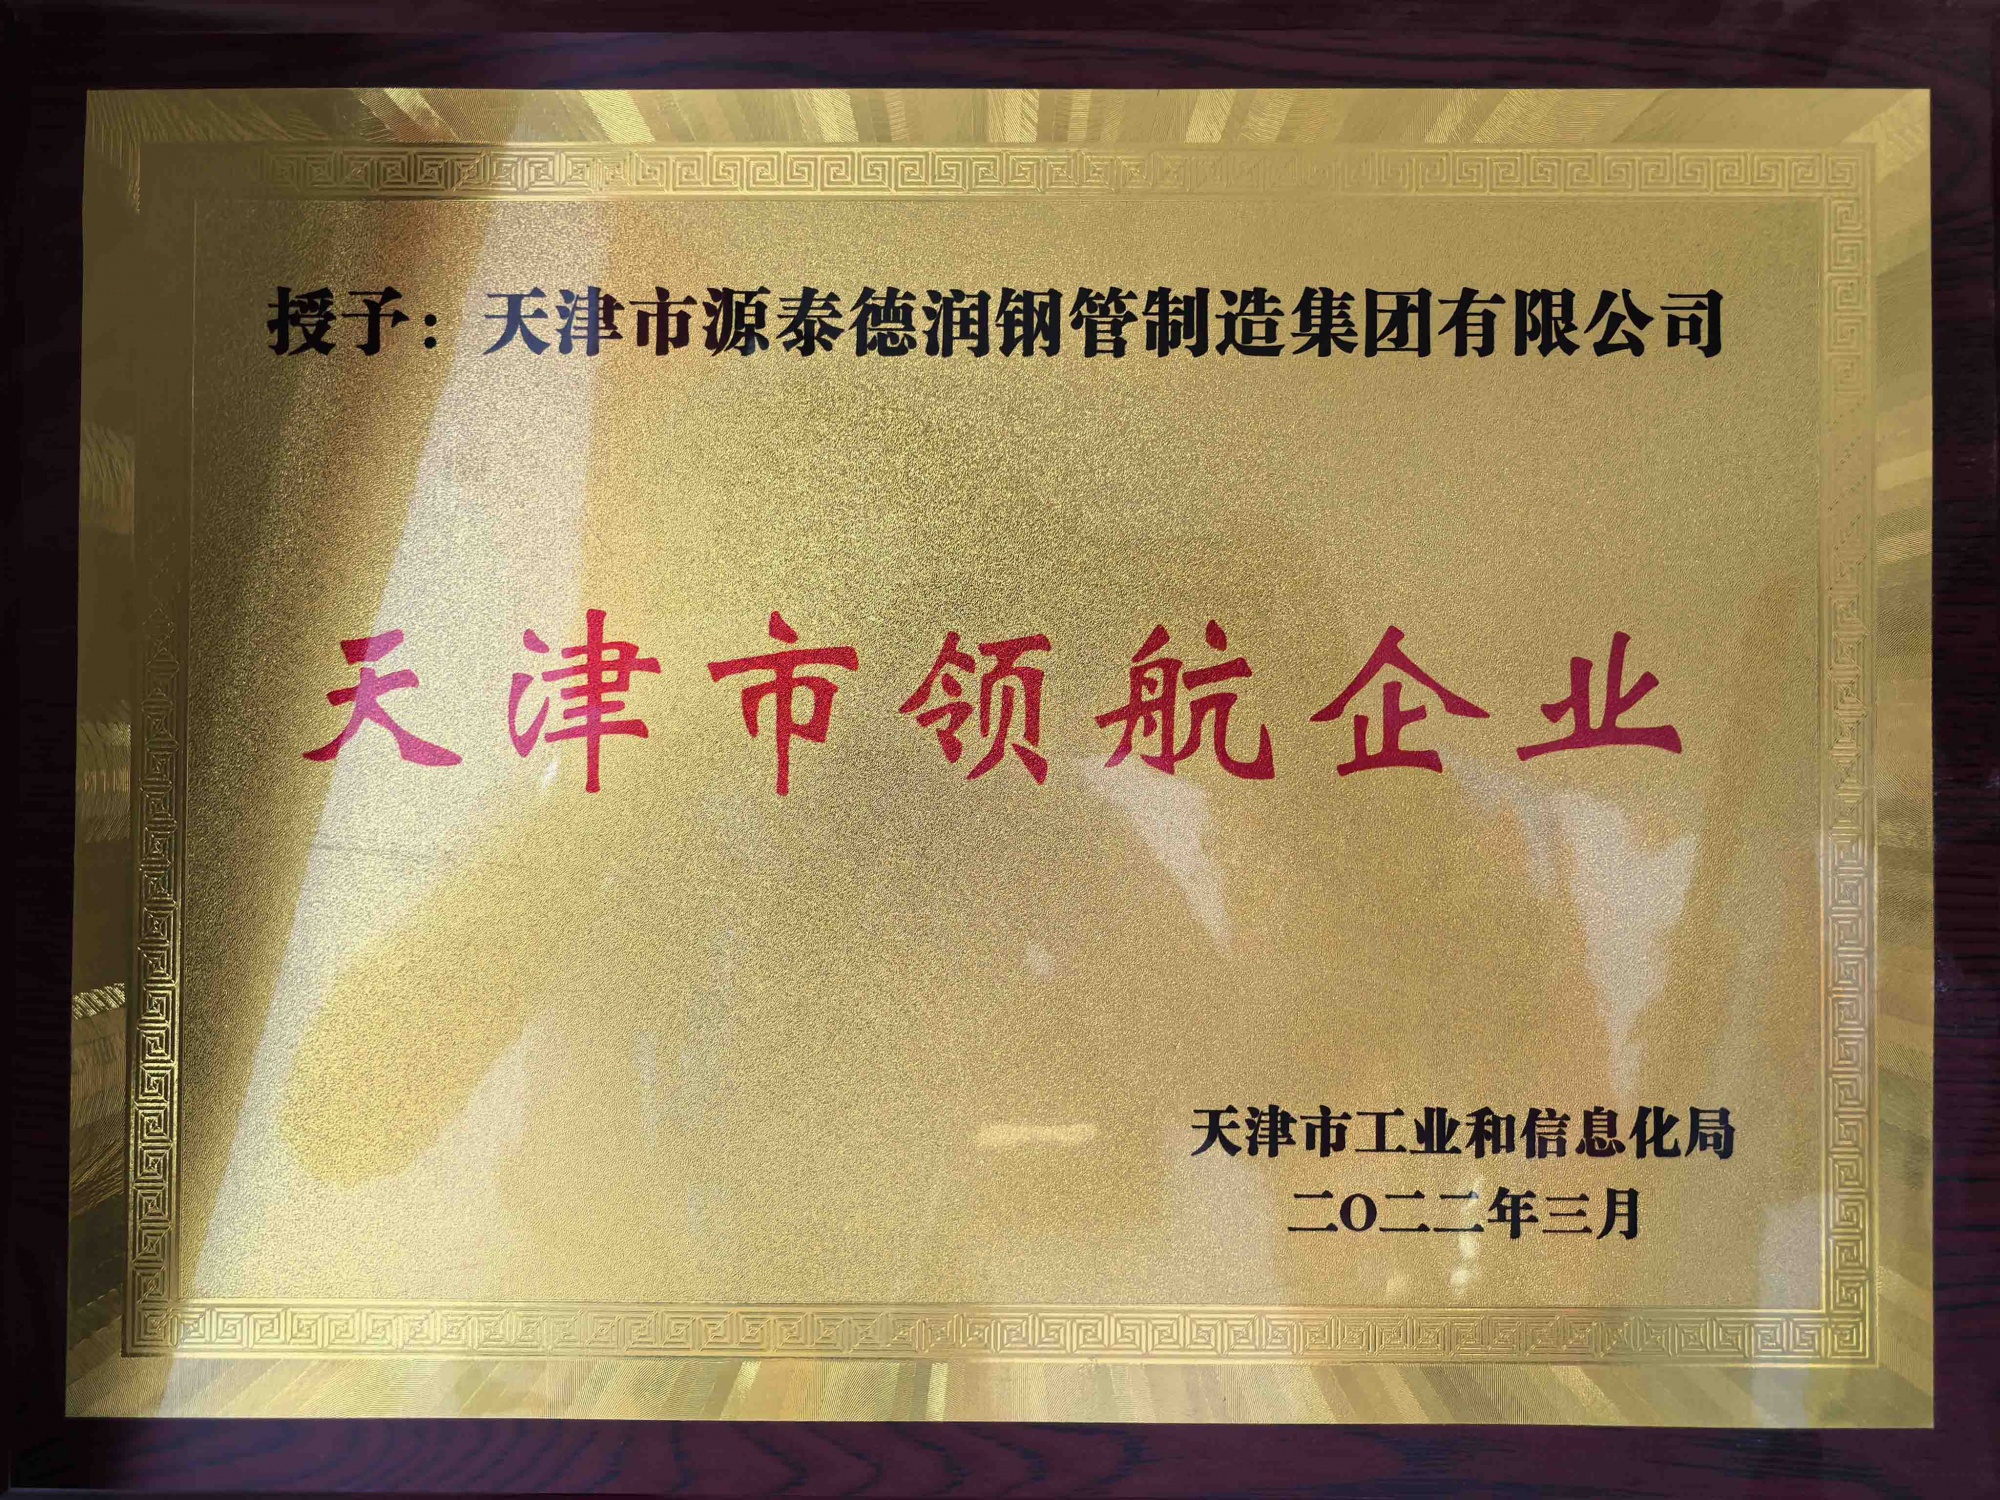 授予：天津市源泰德润钢管制造集团有限公司
天津市领航企业
天津市工业和信息化局
二〇二二年三月